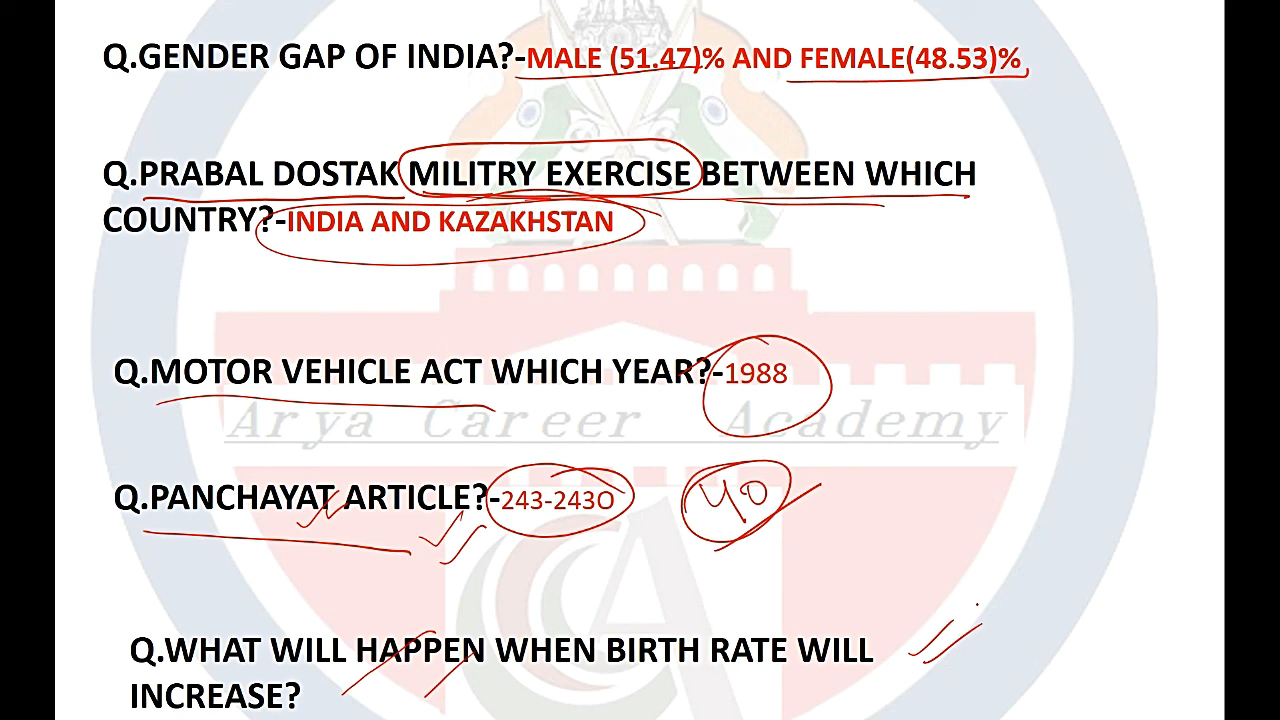 Q.GENDER GAP OF INDIA?-MALE (51.47)% AND FEMALE(48.53)%
Q.PRABAL DOSTAK MILITRY EXERCISE BETWEEN WHICH
COUNTRY?-INDIA AND KAZAKHSTAN
Q.MOTOR VEHICLE ACT WHICH YEAR?-1988
Arya Career Academy
Q.PANCHAYAT ARTICLE?-243-243O 40
Q.WHAT WILL HAPPEN WHEN BIRTH RATE WILL
INCREASE?